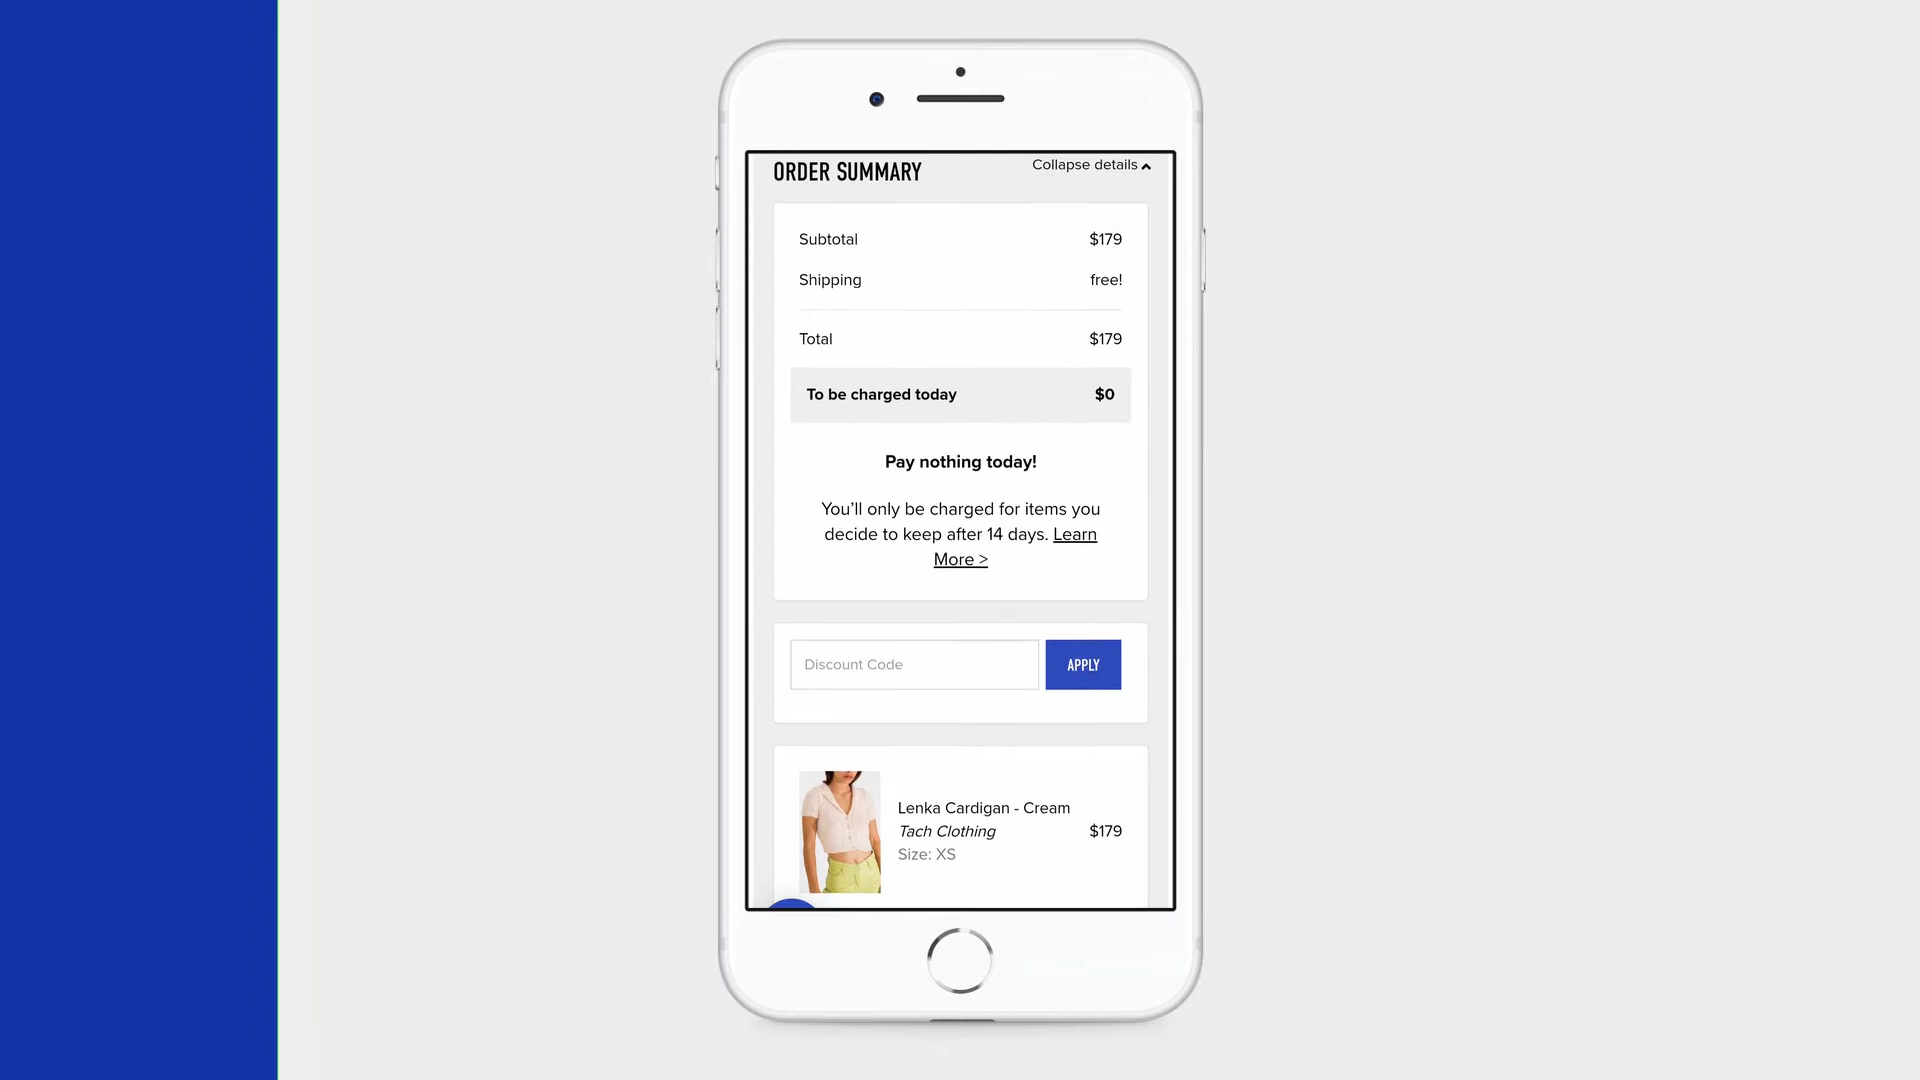 ORDER SUMMARY
Collapse details
Subtotal $179
Shipping free!
Total $179
To be charged today $0
Pay nothing today!
You’ll only be charged for items you
decide to keep after 14 days. Learn
More >
Discount Code
APPLY
Lenka Cardigan - Cream
Tach Clothing $179
Size: XS